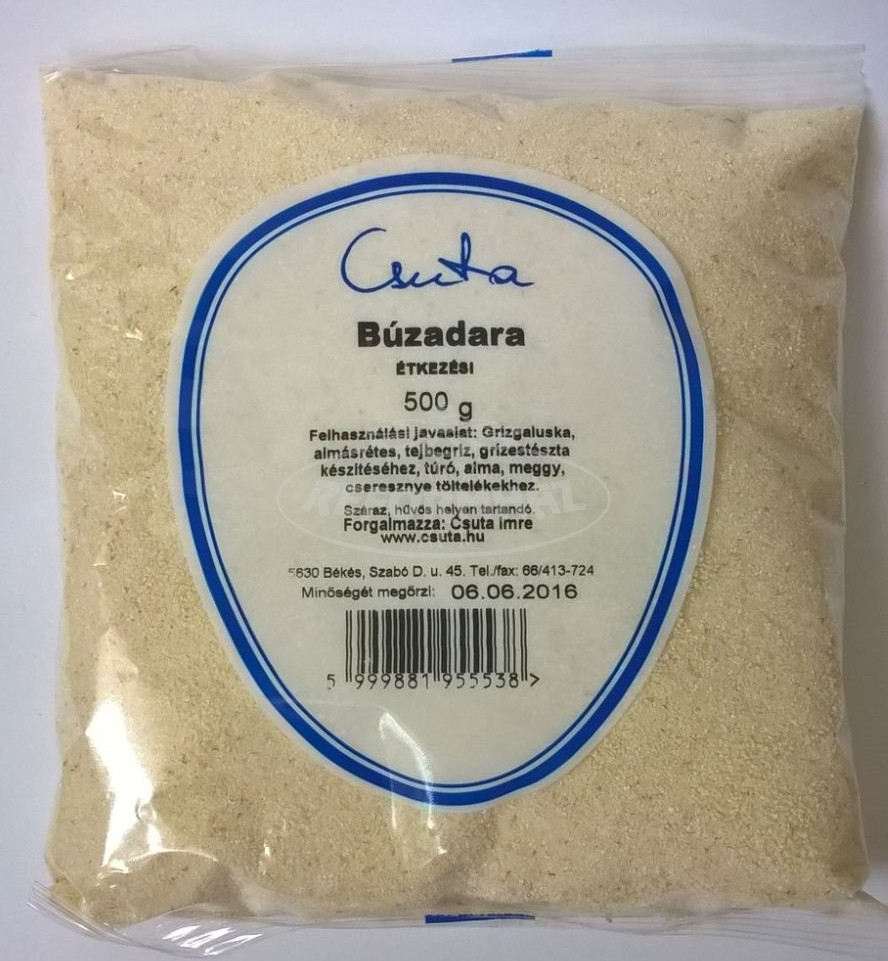 Csuta
Búzadara
ÉTKEZÉSI
500 g
Felhasználási javaslat: Grízgaluska,
almásrétes, tejbegríz, grízestészta
készítéséhez, túró, alma, meggy,
cseresznye töltelékekhez.
Száraz, hűvös helyen tartandó.
Forgalmazza: Csuta Imre
www.csuta.hu
5630 Békés, Szabó D. u. 45. Tel./fax: 66/413-724
Minőségét megőrzi: 06.06.2016
5 999881 955538 >